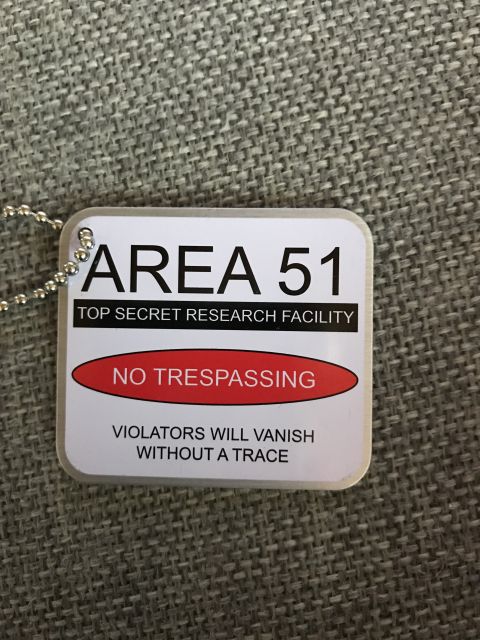 AREA 51
TOP SECRET RESEARCH FACILITY
NO TRESPASSING
VIOLATORS WILL VANISH
WITHOUT A TRACE